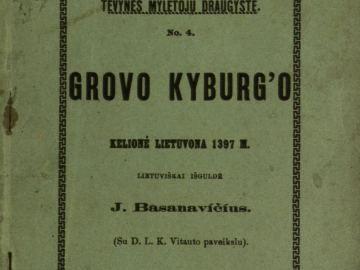 TĖVYNĖS MYLĖTOJŲ DRAUGYSTĖ.
No. 4.
GROVO KYBURG'O
KELIONĖ LIETUVONA 1397 M.
LIETUVIŠKAI IŠGULDĖ
J. Basanavičius.
(Su D. L. K. Vitauto paveikslu).